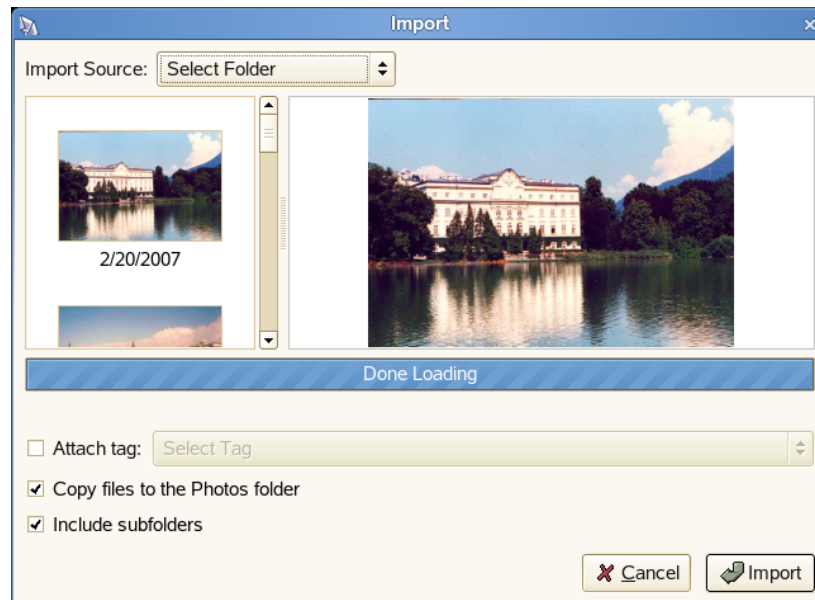 Import
Import Source: Select Folder
2/20/2007
Done Loading
Attach tag: Select Tag
Copy files to the Photos folder
Include subfolders
Cancel Import